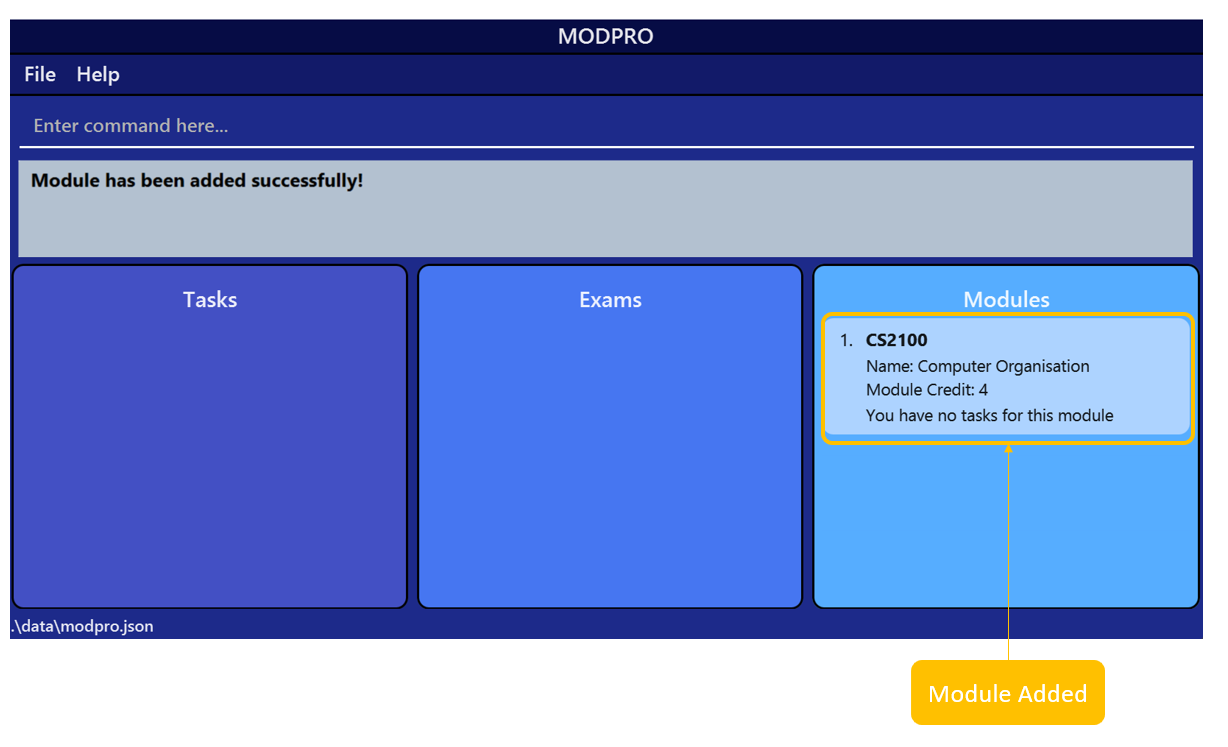 MODPRO
File Help
Enter command here...
Module has been added successfully!
Tasks
Exams
Modules
1. CS2100
Name: Computer Organisation
Module Credit: 4
You have no tasks for this module
.\data\modpro.json
Module Added